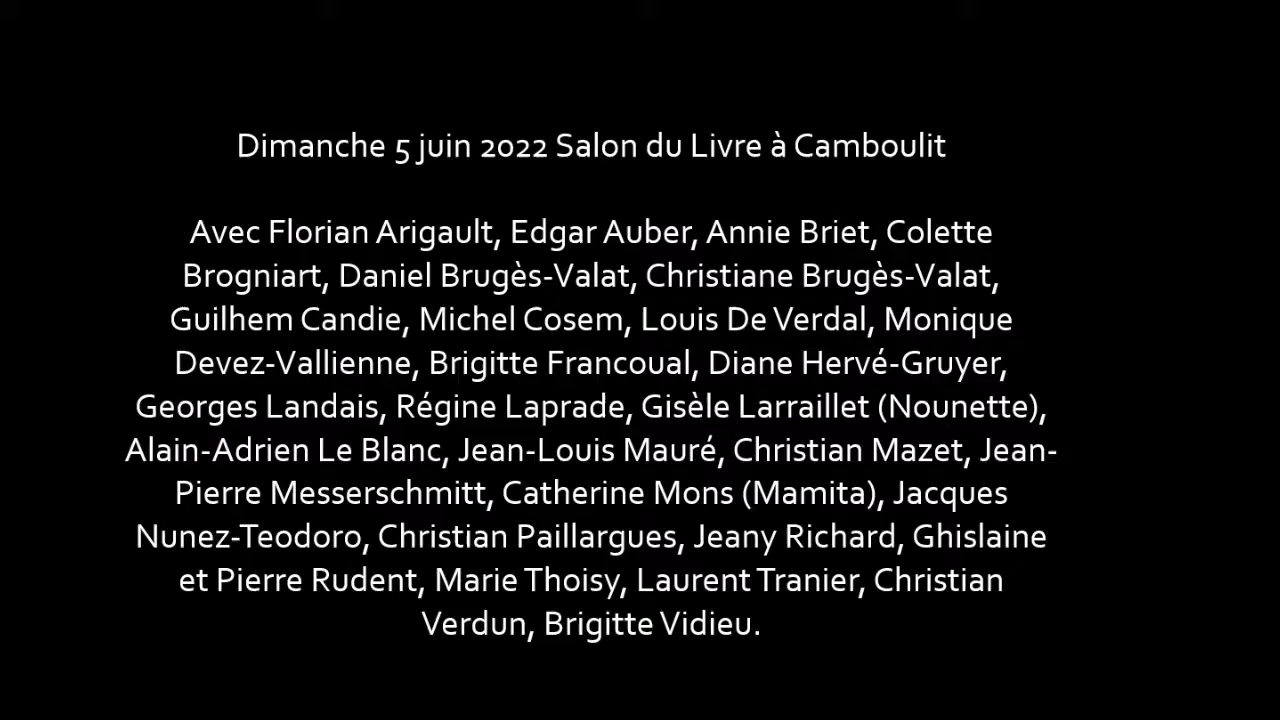 Dimanche 5 juin 2022 Salon du Livre à Camboulit
Avec Florian Arigault, Edgar Auber, Annie Briet, Colette
Brogniart, Daniel Brugès-Valat, Christiane Brugès-Valat,
Guilhem Candie, Michel Cosem, Louis De Verdal, Monique
Devez-Vallienne, Brigitte Francoual, Diane Hervé-Gruyer,
Georges Landais, Régine Laprade, Gisèle Larraillet (Nounette),
Alain-Adrien Le Blanc, Jean-Louis Mauré, Christian Mazet, Jean-
Pierre Messerschmitt, Catherine Mons (Mamita), Jacques
Nunez-Teodoro, Christian Paillargues, Jeany Richard, Ghislaine
et Pierre Rudent, Marie Thoisy, Laurent Tranier, Christian
Verdun, Brigitte Vidieu.